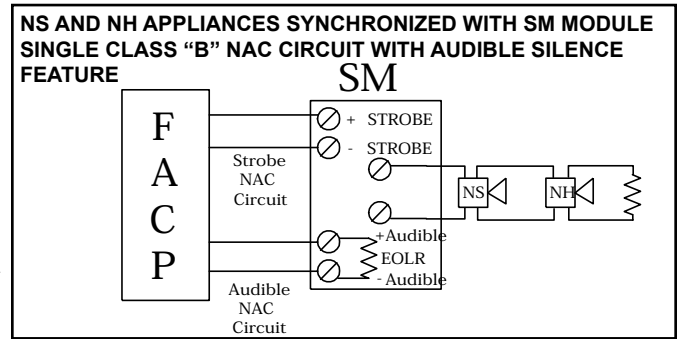 NS AND NH APPLIANCES SYNCHRONIZED WITH SM MODULE
SINGLE CLASS “B” NAC CIRCUIT WITH AUDIBLE SILENCE
FEATURE
SM
F
A
C
P
+ STROBE
- STROBE
Strobe
NAC
Circuit
NS
NH
+Audible
EOLR
- Audible
Audible
NAC
Circuit